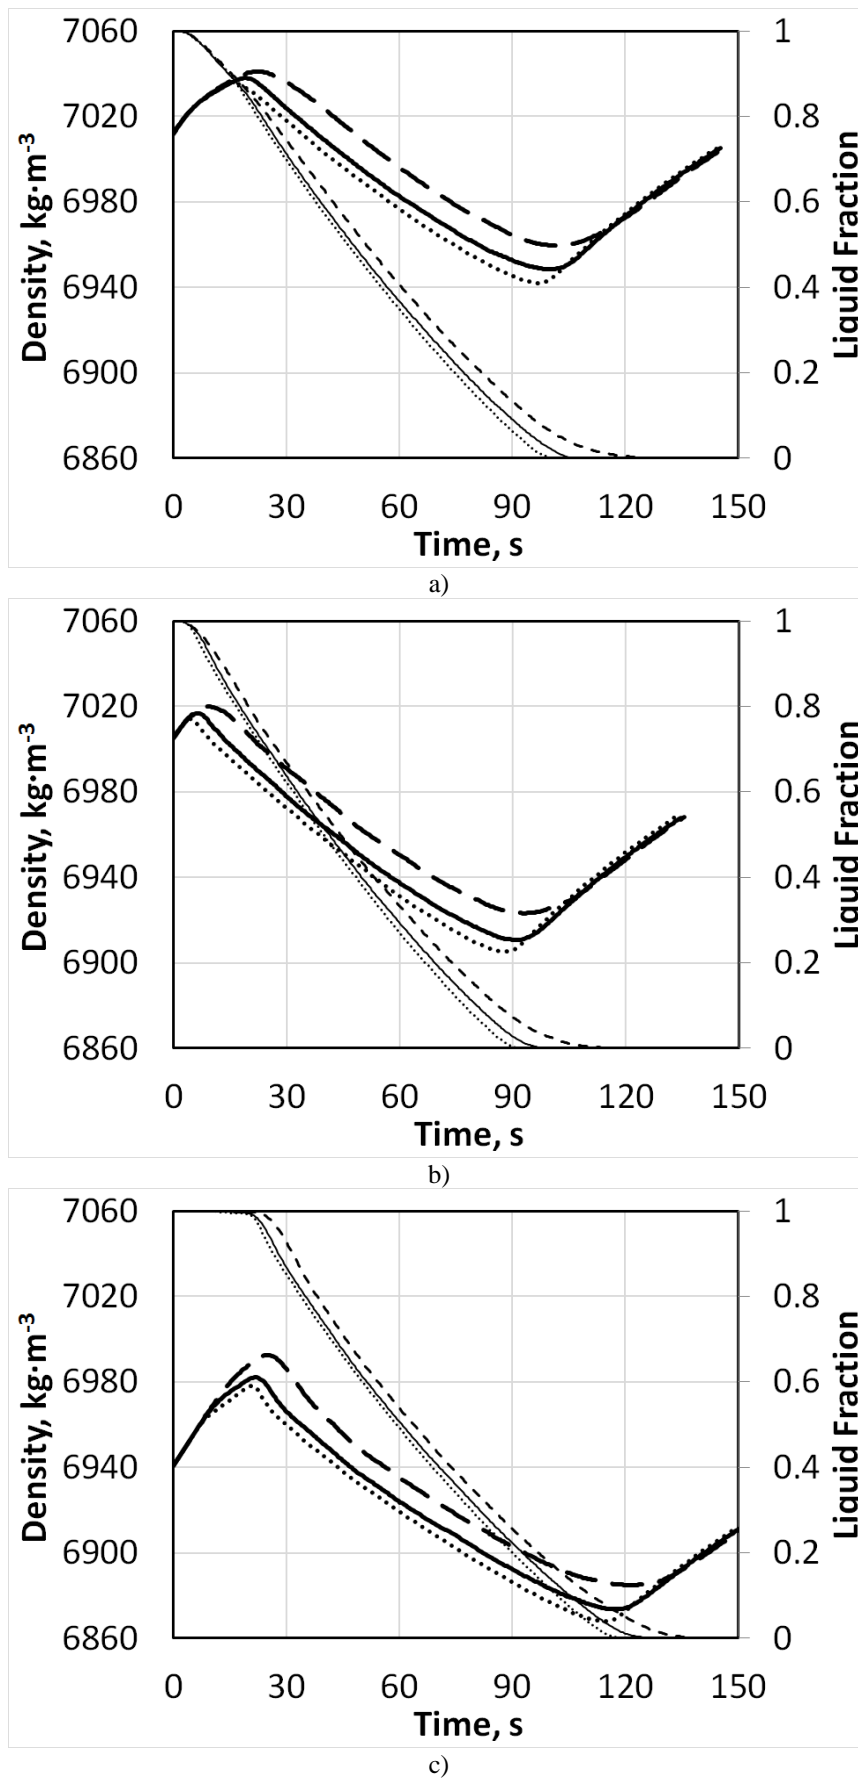 7060
7020
6980
6940
6900
6860
Density, kg·m-3
1
0.8
0.6
0.4
0.2
0
Liquid Fraction
0 30 60 90 120 150
Time, s
a)
7060
7020
6980
6940
6900
6860
Density, kg·m-3
1
0.8
0.6
0.4
0.2
0
Liquid Fraction
0 30 60 90 120 150
Time, s
b)
7060
7020
6980
6940
6900
6860
Density, kg·m-3
1
0.8
0.6
0.4
0.2
0
Liquid Fraction
0 30 60 90 120 150
Time, s
c)